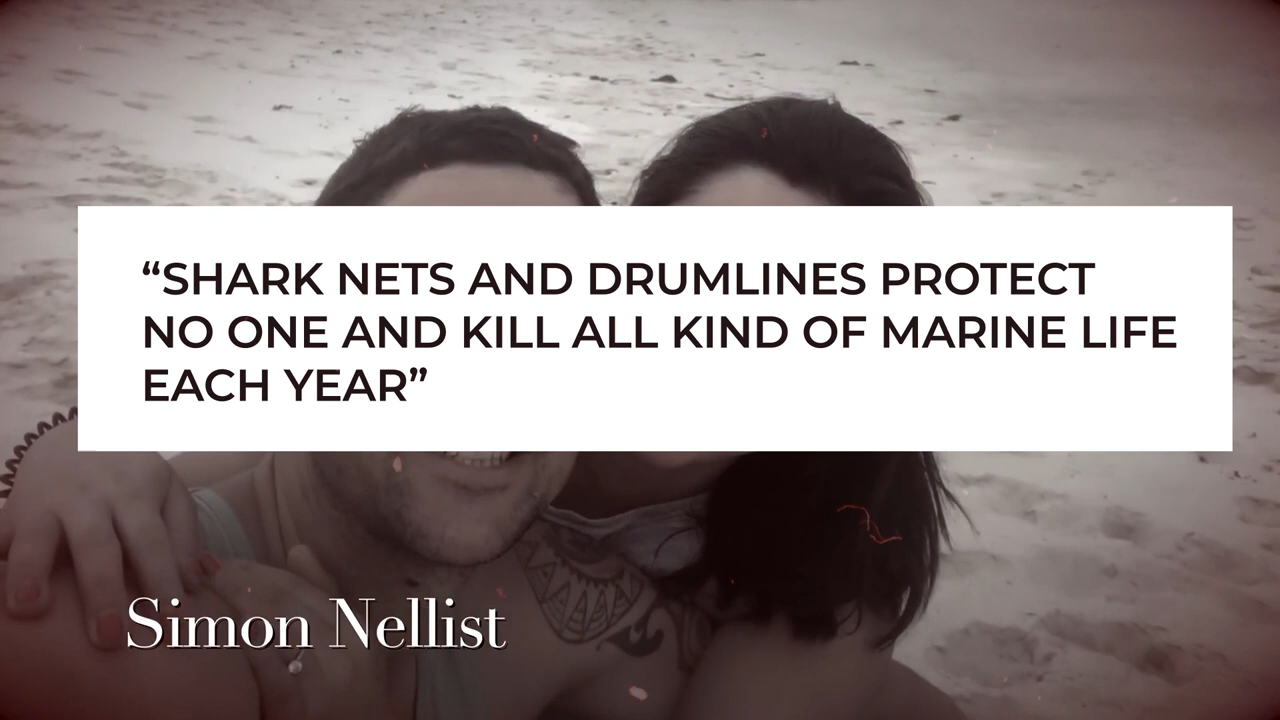 “SHARK NETS AND DRUMLINES PROTECT
NO ONE AND KILL ALL KIND OF MARINE LIFE
EACH YEAR”
Simon Nellist